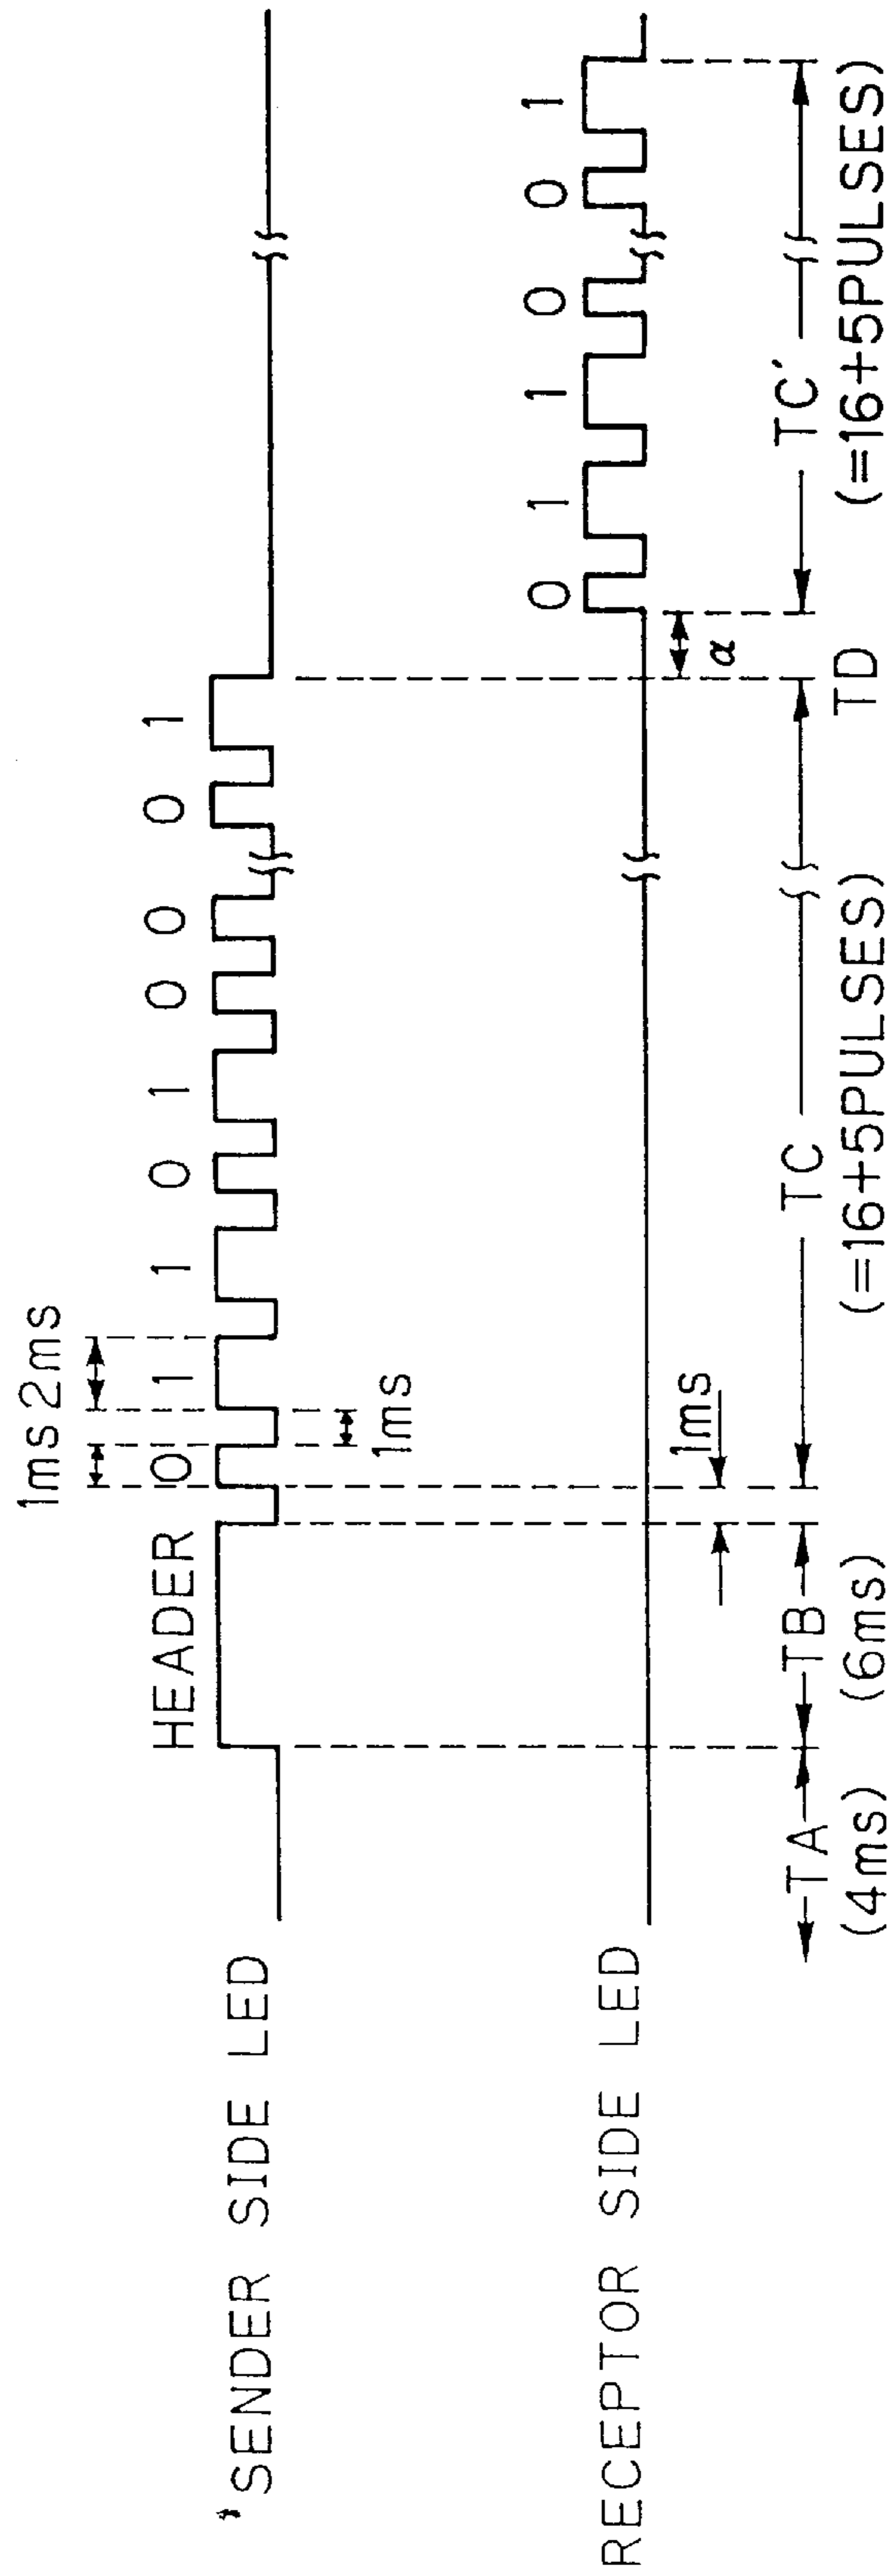 1ms 2ms
HEADER 0 1 1 0 1 0 0 0 1
1ms
SENDER SIDE LED
0 1 1 0 0 1
RECEPTOR SIDE LED
1ms
α
TA TB TC TD TC´
(4ms) (6ms) (=16+5PULSES) (=16+5PULSES)